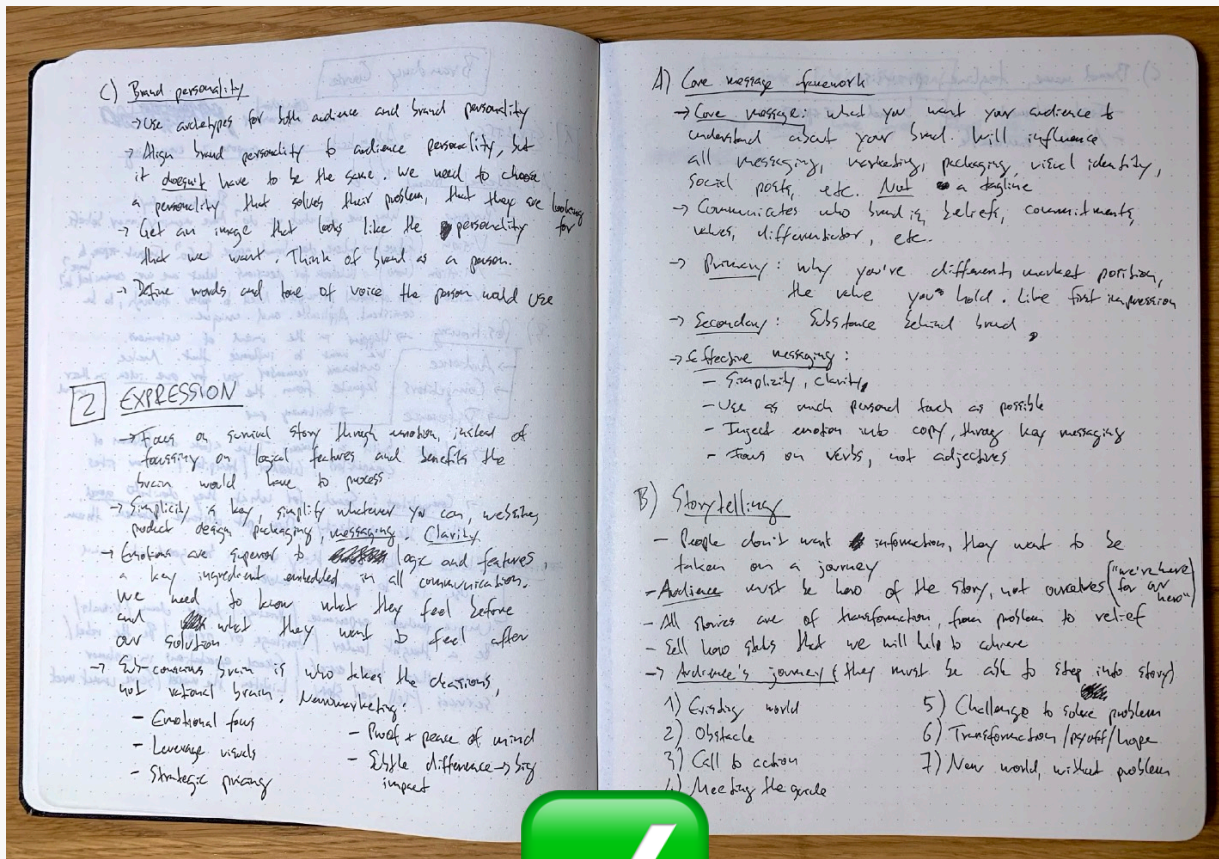 C) Brand personality
→ Use archetypes for both audience and brand personality
→ Align brand personality to audience personality, but
it doesn't have to be the same. We need to choose
a personality that solves their problem, that they are looking
for
→ Get an image that looks like the personality
that we want. Think of brand as a person.
→ Define words and tone of voice the person would use
2 EXPRESSION
→ Focus on survival story through emotion, instead of
focussing on logical features and benefits the
brain would have to process
→ Simplicity is key, simplify whatever you can, websites,
product design, packaging, messaging. Clarity
→ Emotions are superior to logic and features,
a key ingredient embedded in all communication.
We need to know what they feel before
and what they want to feel after
our solution
→ Sub-conscious brain is who takes the decisions,
not rational brain. Neuromarketing:
- Emotional focus
- Leverage visuals
- Strategic pricing
- Proof + peace of mind
- Subtle difference → big
impact
A) Core message framework
→ Core message: what you want your audience to
understand about your brand. Will influence
all messaging, marketing, packaging, visual identity,
social posts, etc. Not a tagline
→ Communicates who brand is, beliefs, commitments,
values, differentiator, etc.
→ Primary: why you're different, market position,
the value you hold. Like first impression
→ Secondary: Substance behind brand
→ Effective messaging:
- Simplicity, clarity
- Use as much personal touch as possible
- Inject emotion into copy, throug key messaging
- Focus on verbs, not adjectives
B) Storytelling
- People don't want information, they want to be
taken on a journey
- Audience must be hero of the story, not ourselves ("we're here
for our
hero")
- All stories are of transformation, from problem to relief
- Sell hero status that we will help to achieve
→ Audience's journey (they must be able to step into story)
1) Existing world
2) Obstacle
3) Call to action
4) Meeting the guide
5) Challenge to solve problem
6) Transformation/payoff/hope
7) New world, without problem